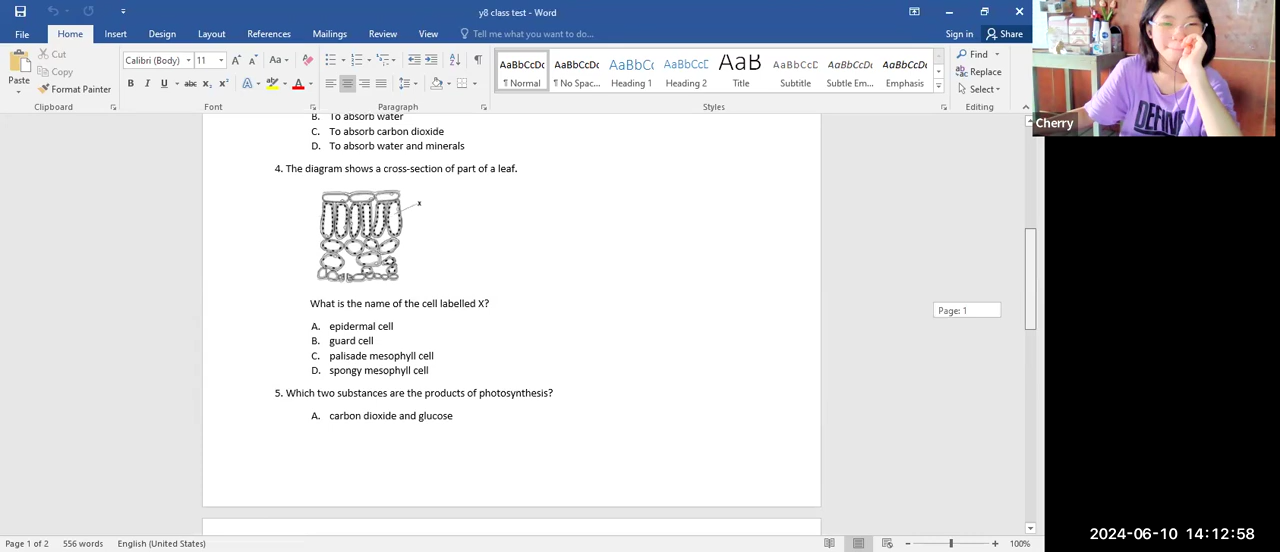 y8 class test - Word
File
Home
Insert
Design
Layout
References
Mailings
Review
View
Tell me what you want to do...
Sign in
Share
Paste
Cut
Copy
Format Painter
Clipboard
Calibri (Body)
11
Aa
B I U abc x₂ x² A A
Font
Paragraph
AaBbCcDc
¶ Normal
AaBbCcDc
¶ No Spac...
AaBbCc
Heading 1
AaBbCcD
Heading 2
AaB
Title
AaBbCcD
Subtitle
AaBbCcDc
Subtle Em...
AaBbCcDc
Emphasis
Styles
Find
Replace
Select
Editing
DEFINE
Cherry
B. To absorb water
C. To absorb carbon dioxide
D. To absorb water and minerals
4. The diagram shows a cross-section of part of a leaf.
x
What is the name of the cell labelled X?
A. epidermal cell
B. guard cell
C. palisade mesophyll cell
D. spongy mesophyll cell
5. Which two substances are the products of photosynthesis?
A. carbon dioxide and glucose
Page: 1
2024-06-10 14:12:58
Page 1 of 2
556 words
English (United States)
100%